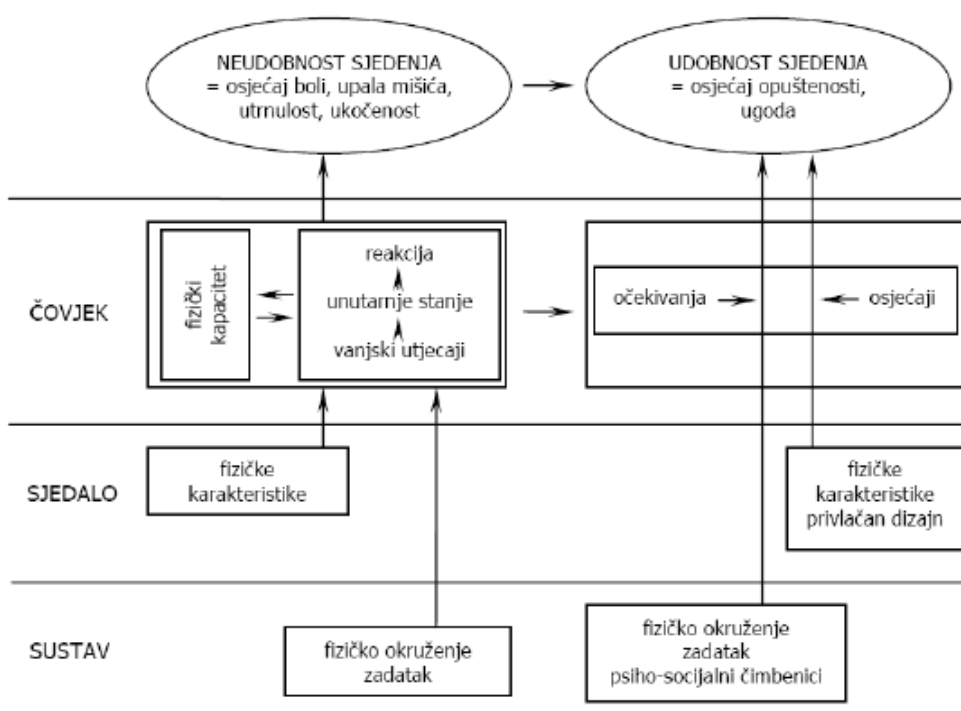 NEUDOBNOST SJEDENJA
= osjećaj boli, upala mišića,
utrnulost, ukočenost
UDOBNOST SJEDENJA
= osjećaj opuštenosti,
ugoda
ČOVJEK
fizički
kapacitet
reakcija
unutarnje stanje
vanjski utjecaji
očekivanja
osjećaji
SJEDALO
fizičke
karakteristike
fizičke
karakteristike
privlačan dizajn
SUSTAV
fizičko okruženje
zadatak
fizičko okruženje
zadatak
psiho-socijalni čimbenici